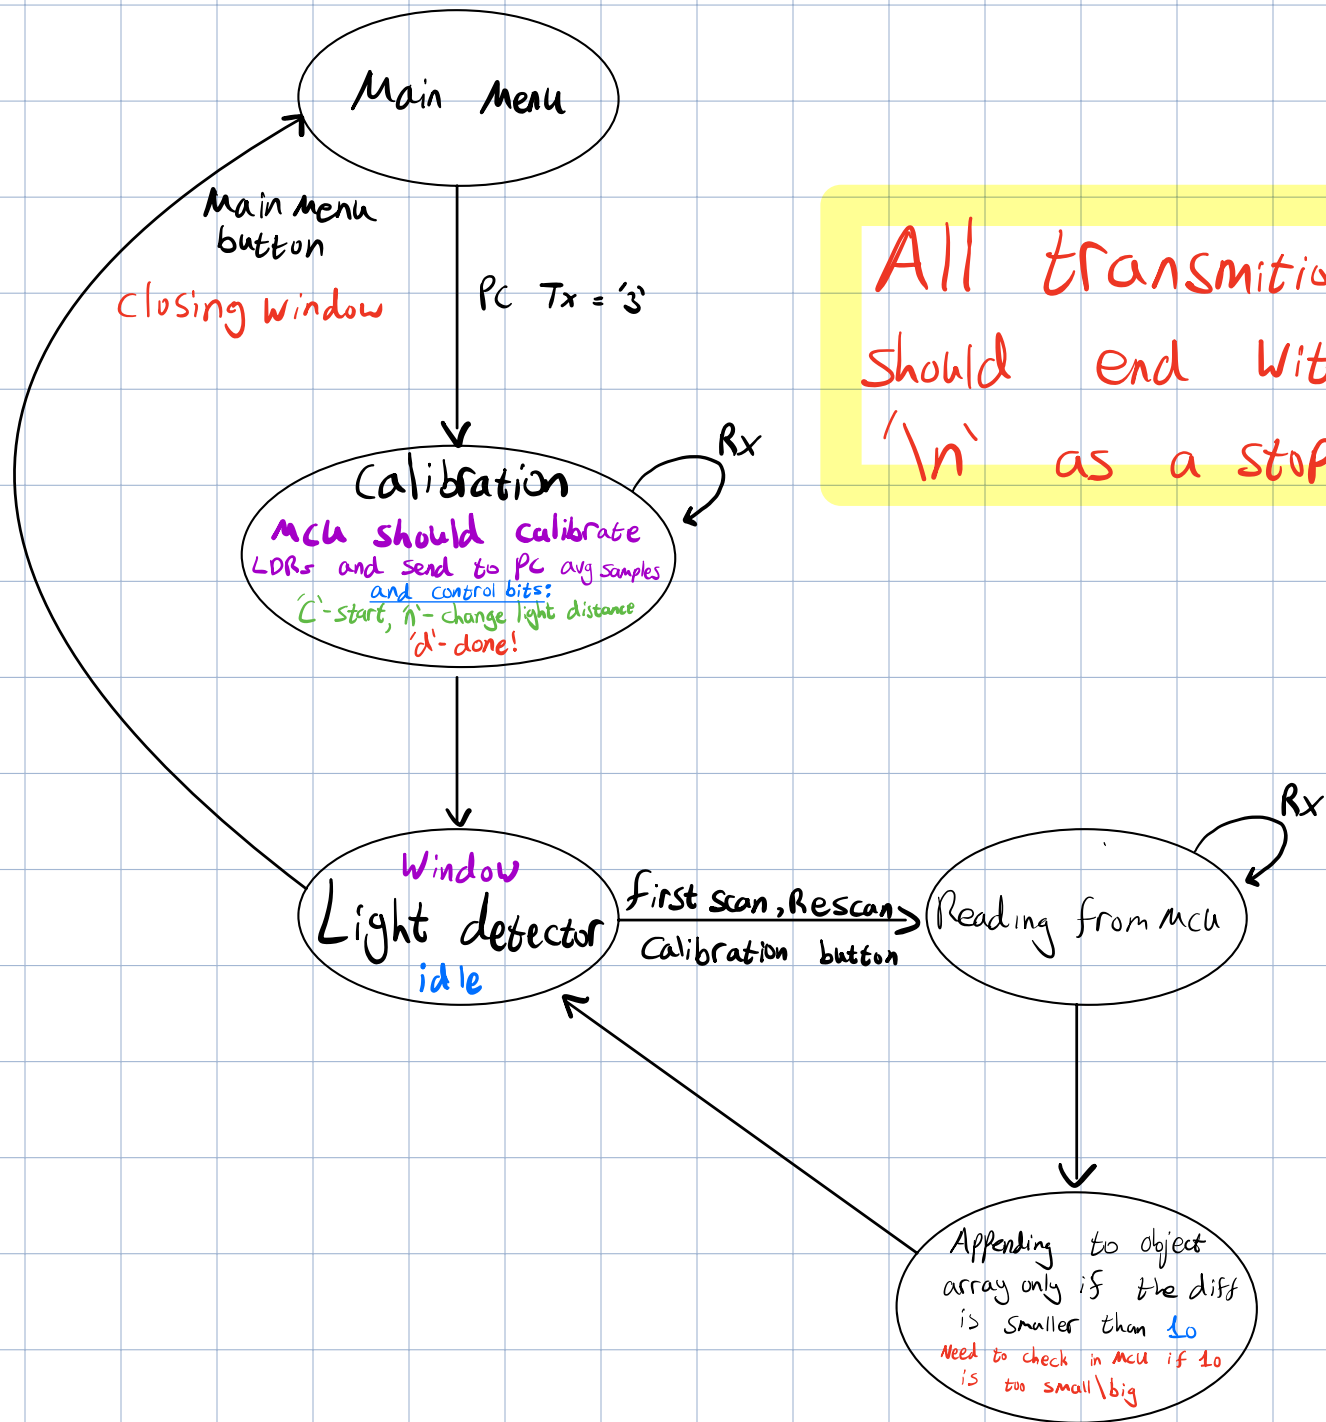 Main Menu
Main Menu
button
Closing window
PC Tx = '3'
All transmitio
should end Wit
'\n' as a stop
Rx
Calibration
MCU should calibrate
LDRs and send to PC avg samples
and control bits:
'C'-start, 'n'-change light distance
'd'-done!
Rx
Window
Light detector
idle
first scan, Rescan
Calibration button
Reading from MCU
Appending to object
array only if the diff
is smaller than 10
Need to check in MCU if 10
is too small\big